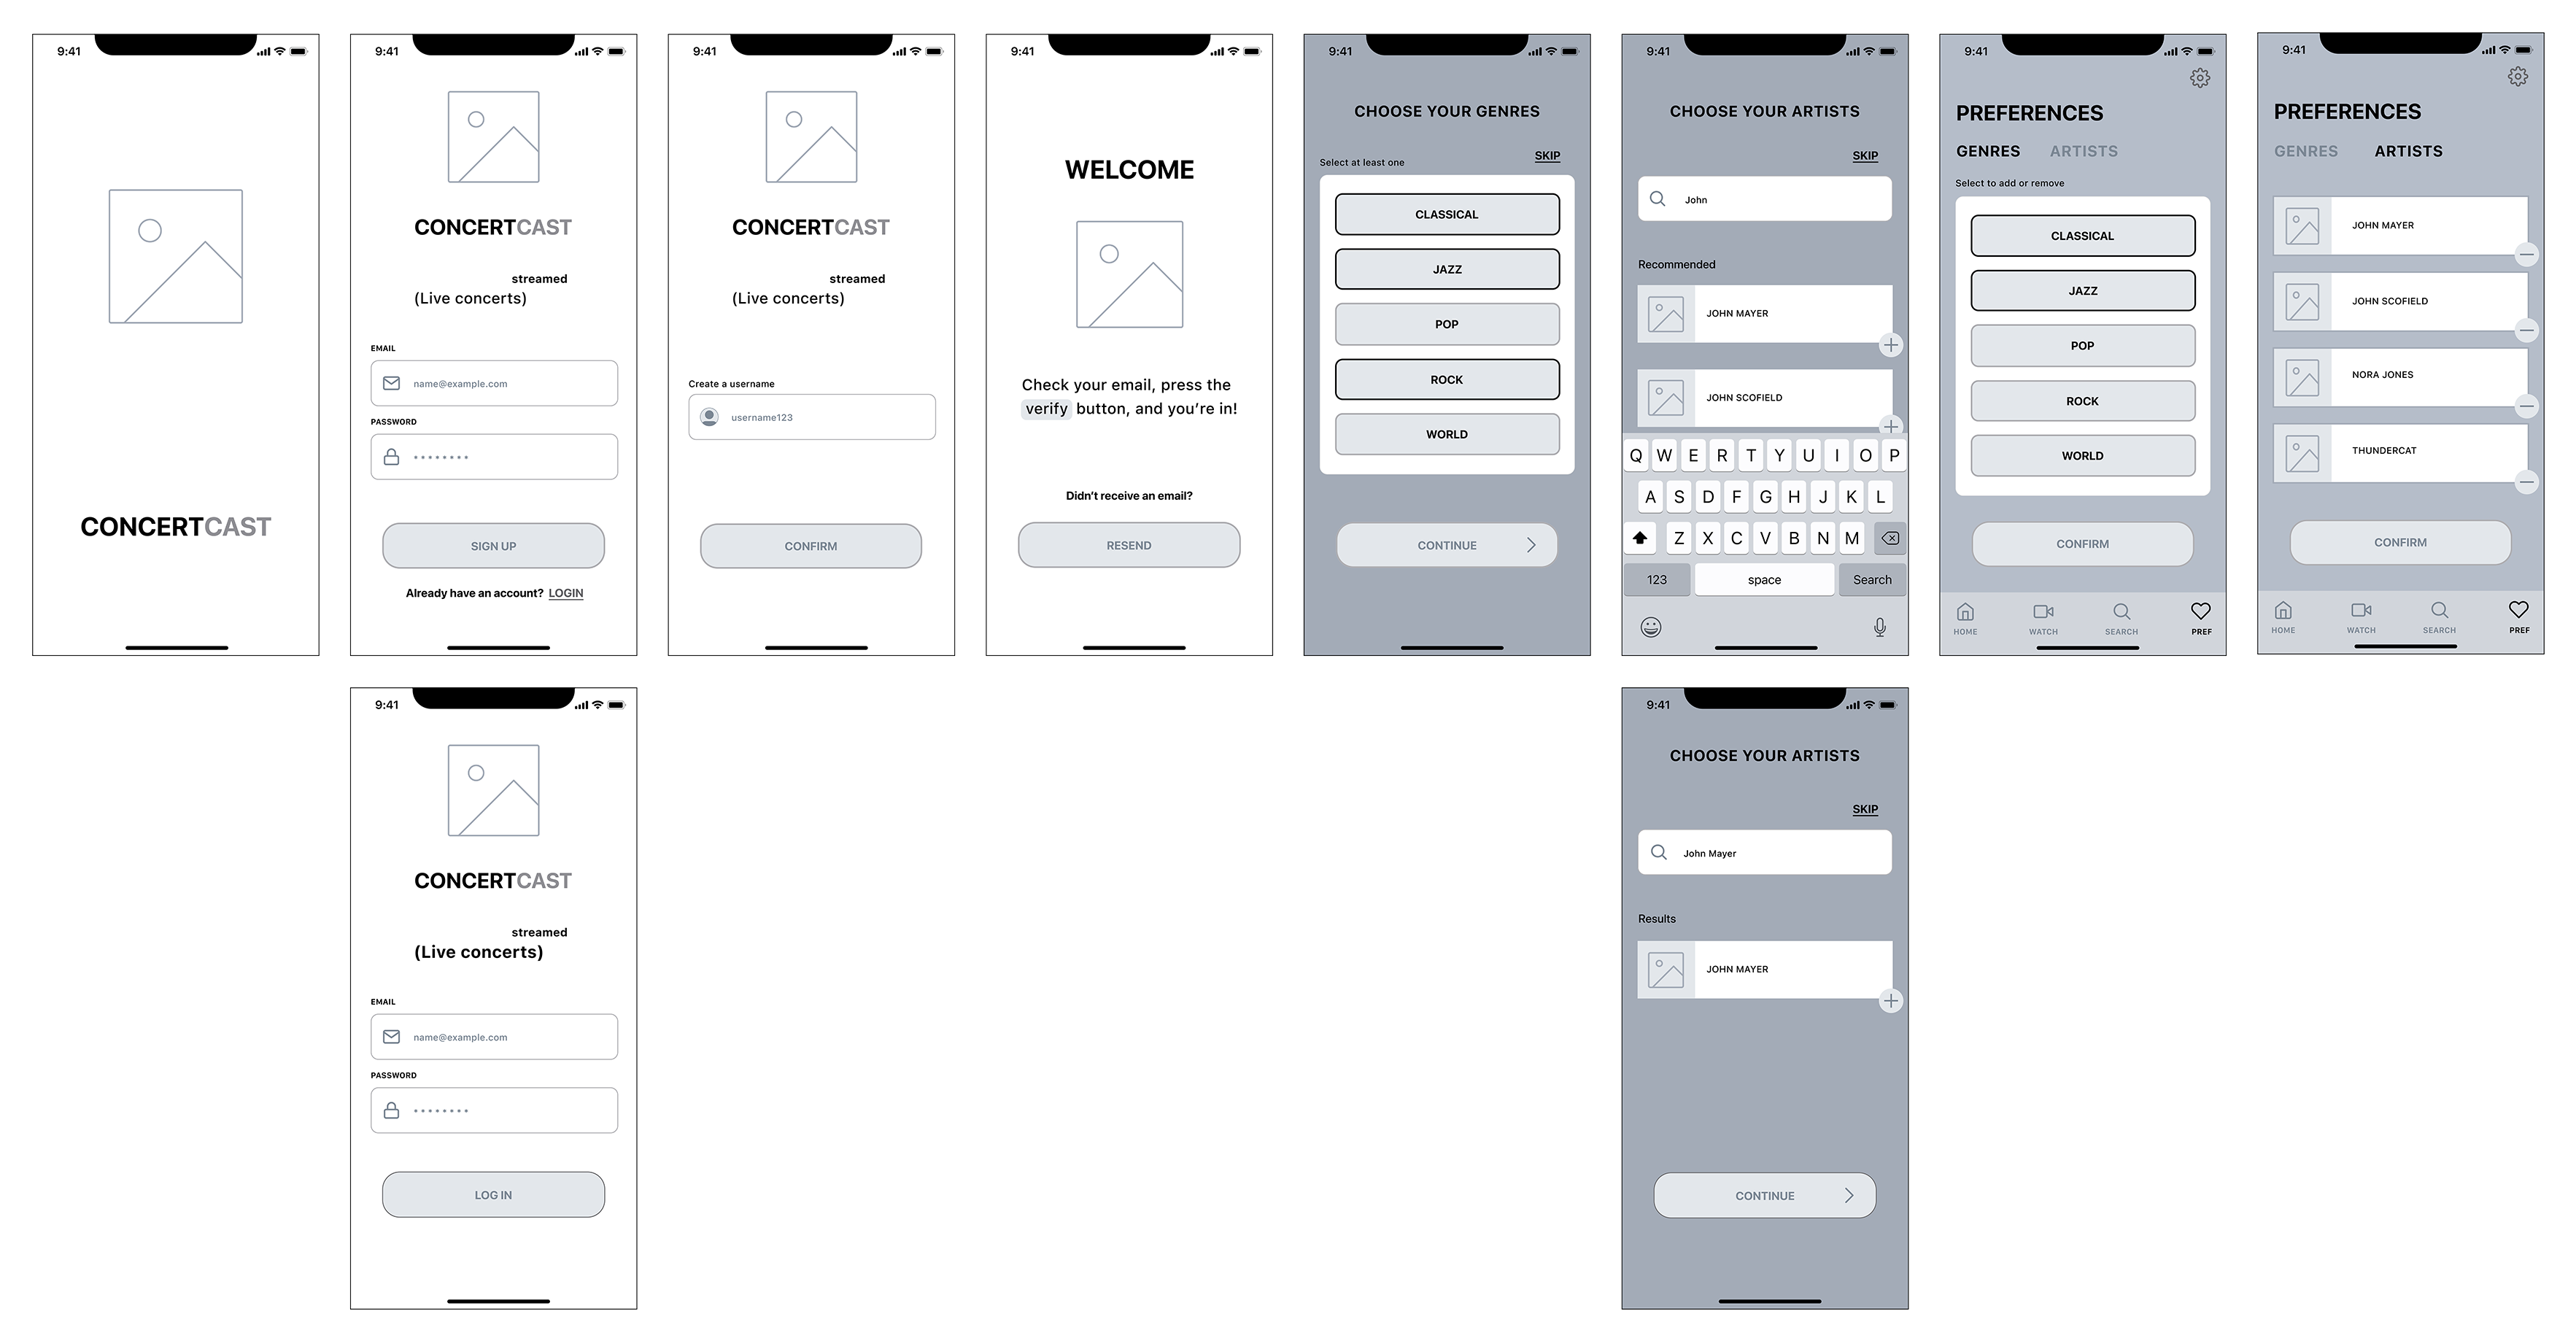 9:41
CONCERTCAST
9:41
CONCERTCAST
streamed
(Live concerts)
EMAIL
name@example.com
PASSWORD
SIGN UP
Already have an account? LOGIN
9:41
CONCERTCAST
streamed
(Live concerts)
Create a username
username123
CONFIRM
9:41
WELCOME
Check your email, press the
verify button, and you're in!
Didn't receive an email?
RESEND
9:41
CHOOSE YOUR GENRES
SKIP
Select at least one
CLASSICAL
JAZZ
POP
ROCK
WORLD
CONTINUE
9:41
CHOOSE YOUR ARTISTS
SKIP
John
Recommended
JOHN MAYER
JOHN SCOFIELD
Q W E R T Y U I O P
A S D F G H J K L
Z X C V B N M
123 space Search
9:41
PREFERENCES
GENRES ARTISTS
Select to add or remove
CLASSICAL
JAZZ
POP
ROCK
WORLD
CONFIRM
HOME WATCH SEARCH PREF
9:41
PREFERENCES
GENRES ARTISTS
JOHN MAYER
JOHN SCOFIELD
NORA JONES
THUNDERCAT
CONFIRM
HOME WATCH SEARCH PREF
9:41
CONCERTCAST
streamed
(Live concerts)
EMAIL
name@example.com
PASSWORD
LOG IN
9:41
CHOOSE YOUR ARTISTS
SKIP
John Mayer
Results
JOHN MAYER
CONTINUE